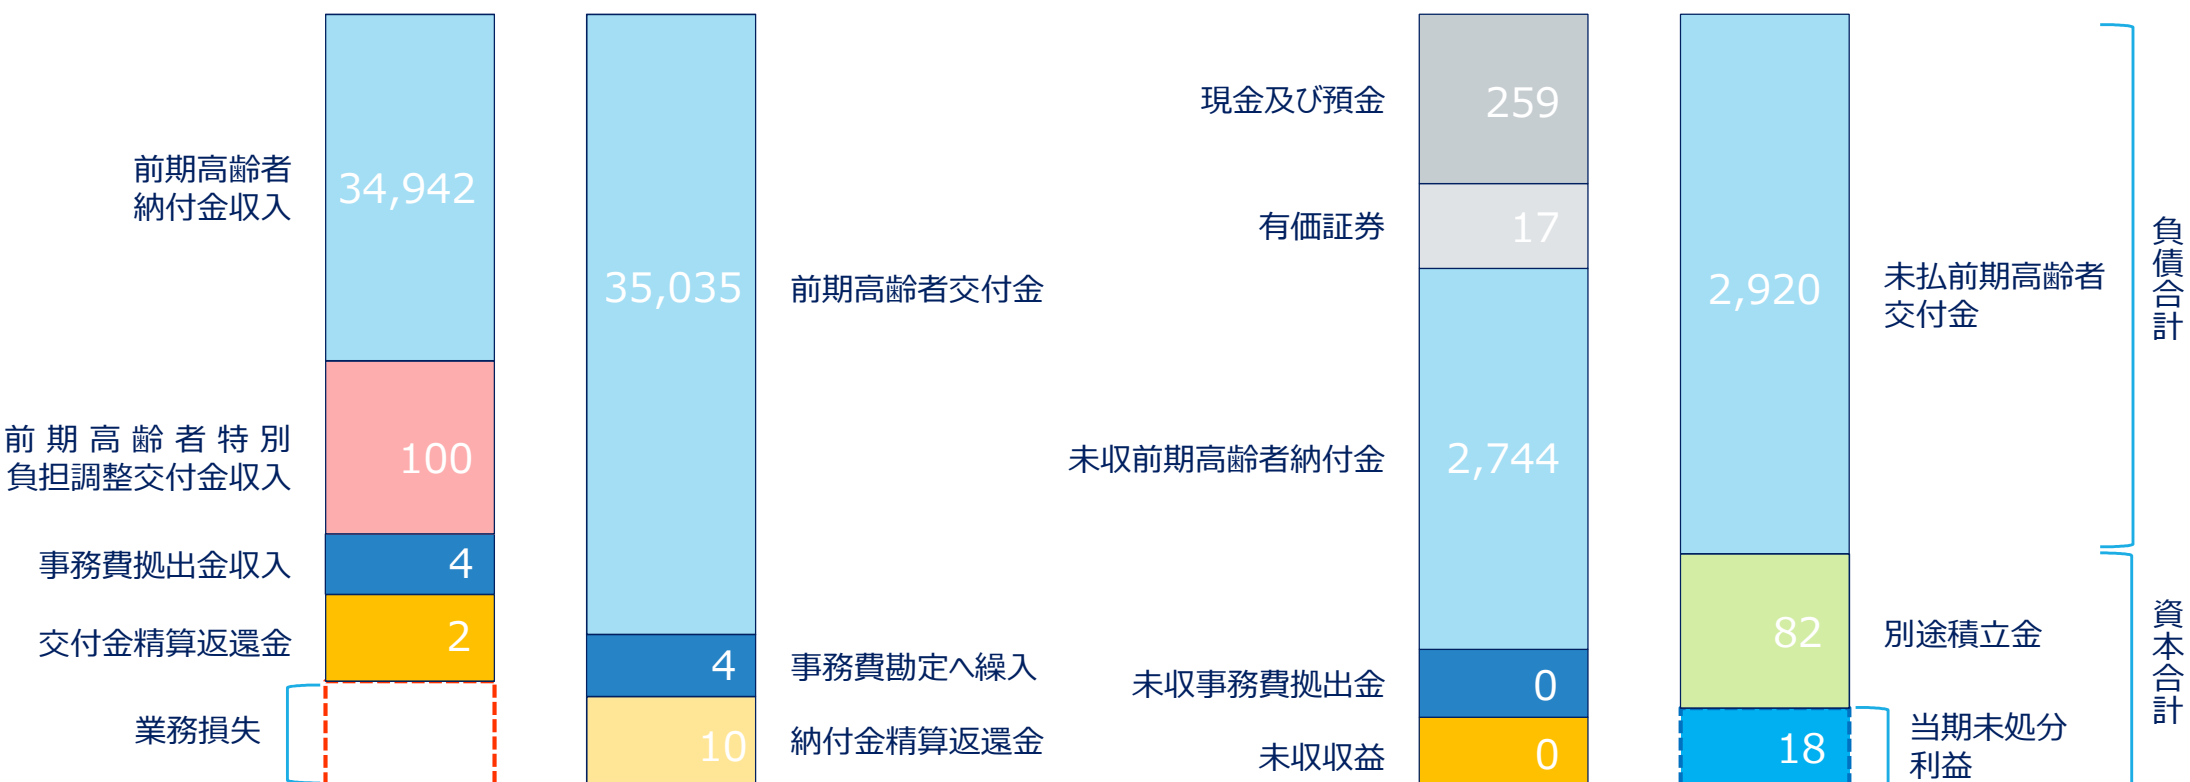 前期高齢者
納付金収入
34,942
前期高齢者特別
負担調整交付金収入
100
事務費拠出金収入
4
交付金精算返還金
2
業務損失
35,035
前期高齢者交付金
4
事務費勘定へ繰入
10
納付金精算返還金
現金及び預金
259
有価証券
17
未収前期高齢者納付金
2,744
未収事務費拠出金
0
未収収益
0
2,920
未払前期高齢者
交付金
負債合計
82
別途積立金
18
当期未処分
利益
資本合計